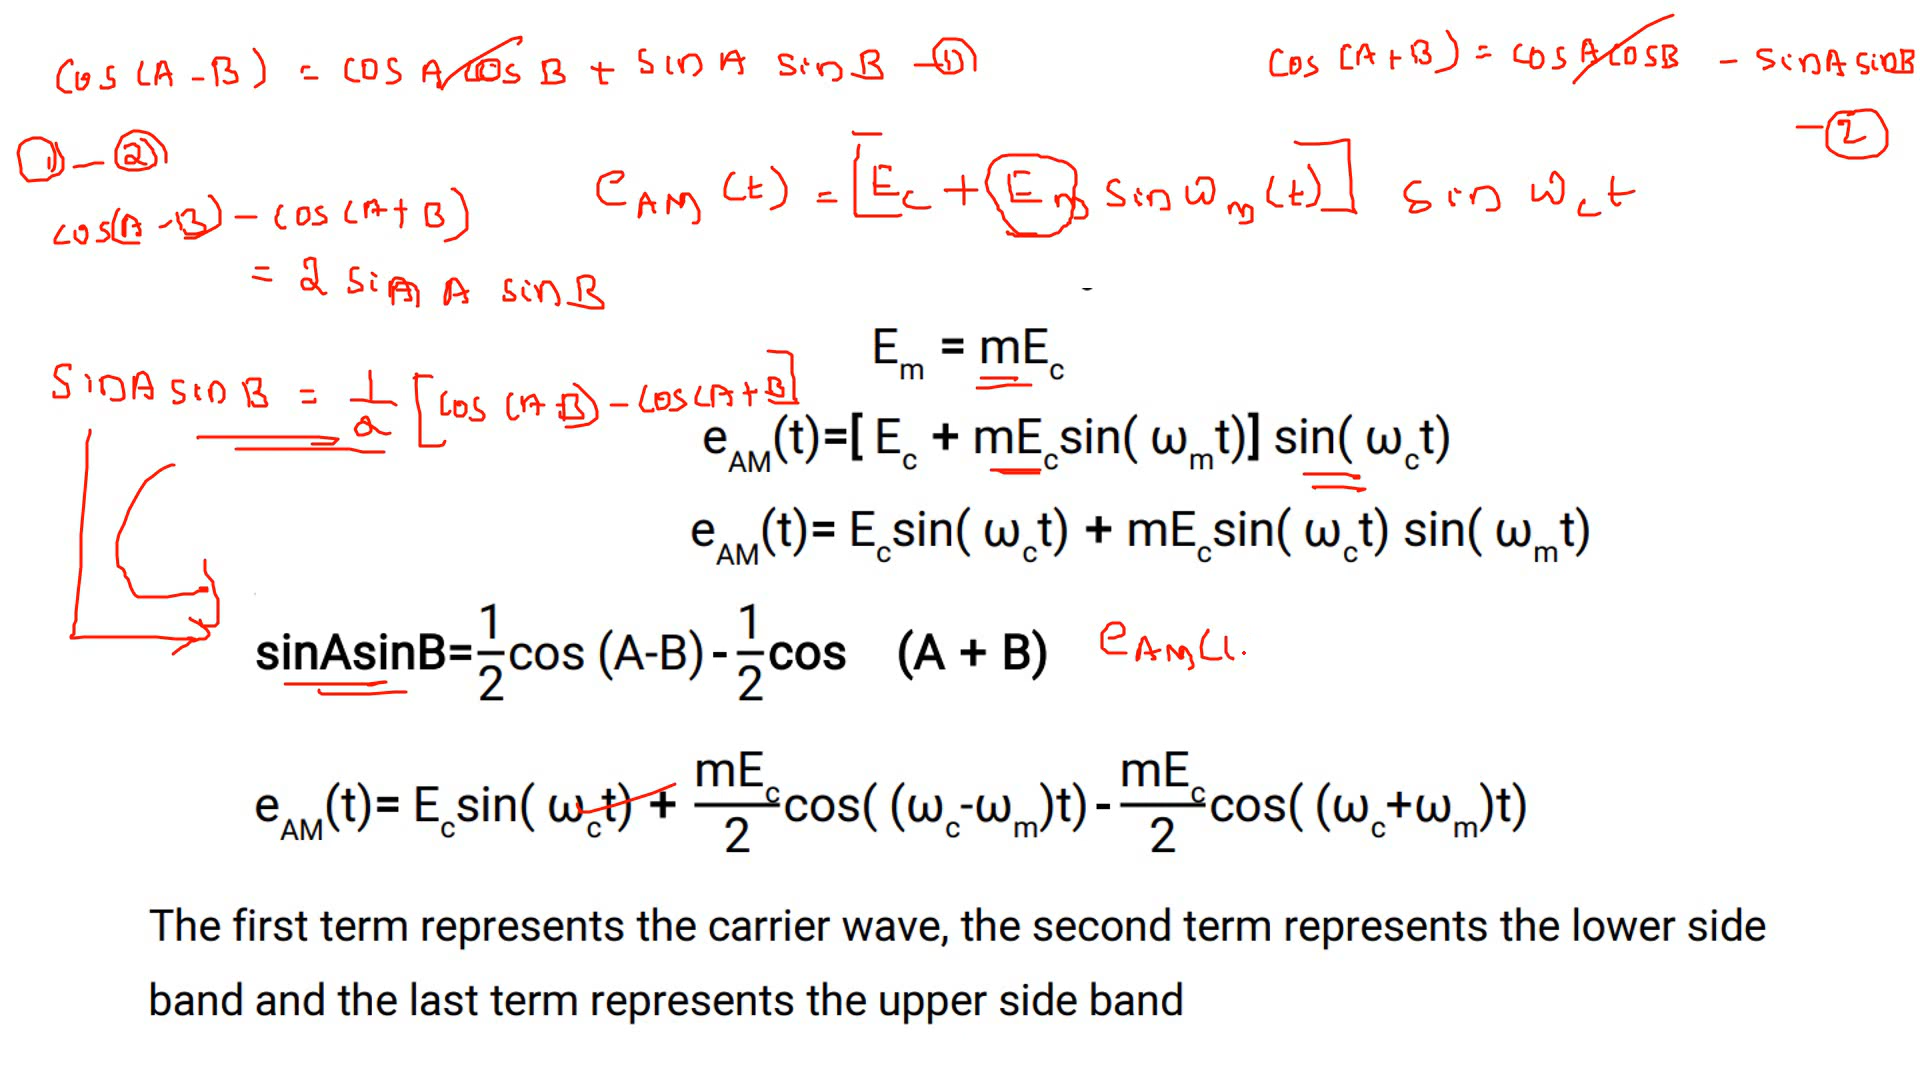 cos (A - B) = cos A cos B + sin A sin B - ①
cos (A + B) = cos A cos B - sin A sin B
- ②
① - ②
e_AM (t) = [E_c + E_m sin ω_m (t)] sin ω_c t
cos(A - B) - cos (A + B)
= 2 sin A sin B
E_m = mE_c
sin A sin B = 1/2 [cos (A - B) - cos (A + B)]
e_AM(t)=[ E_c + mE_c sin( ω_m t)] sin( ω_c t)
e_AM(t)= E_c sin( ω_c t) + mE_c sin( ω_c t) sin( ω_m t)
sinAsinB=1/2 cos (A-B) - 1/2 cos (A + B)
e_AM (
e_AM(t)= E_c sin( ω_c t) + mE_c/2 cos( (ω_c-ω_m)t) - mE_c/2 cos( (ω_c+ω_m)t)
The first term represents the carrier wave, the second term represents the lower side
band and the last term represents the upper side band